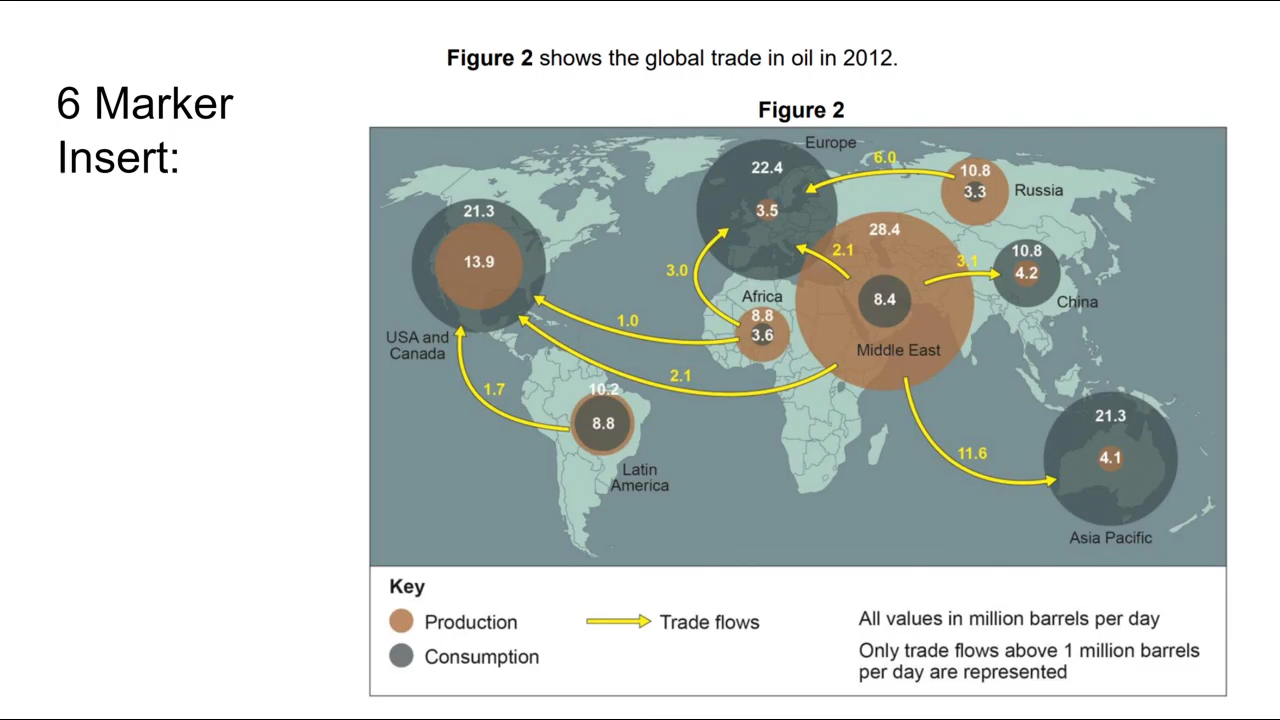 6 Marker
Insert:
Figure 2 shows the global trade in oil in 2012.
Figure 2
Europe
22.4
3.5
6.0
10.8
3.3
Russia
21.3
13.9
USA and
Canada
3.0
2.1
28.4
8.4
Middle East
3.1
10.8
4.2
China
Africa
8.8
3.6
1.0
2.1
1.7
10.2
8.8
Latin
America
11.6
21.3
4.1
Asia Pacific
Key
Production
Consumption
Trade flows
All values in million barrels per day
Only trade flows above 1 million barrels
per day are represented